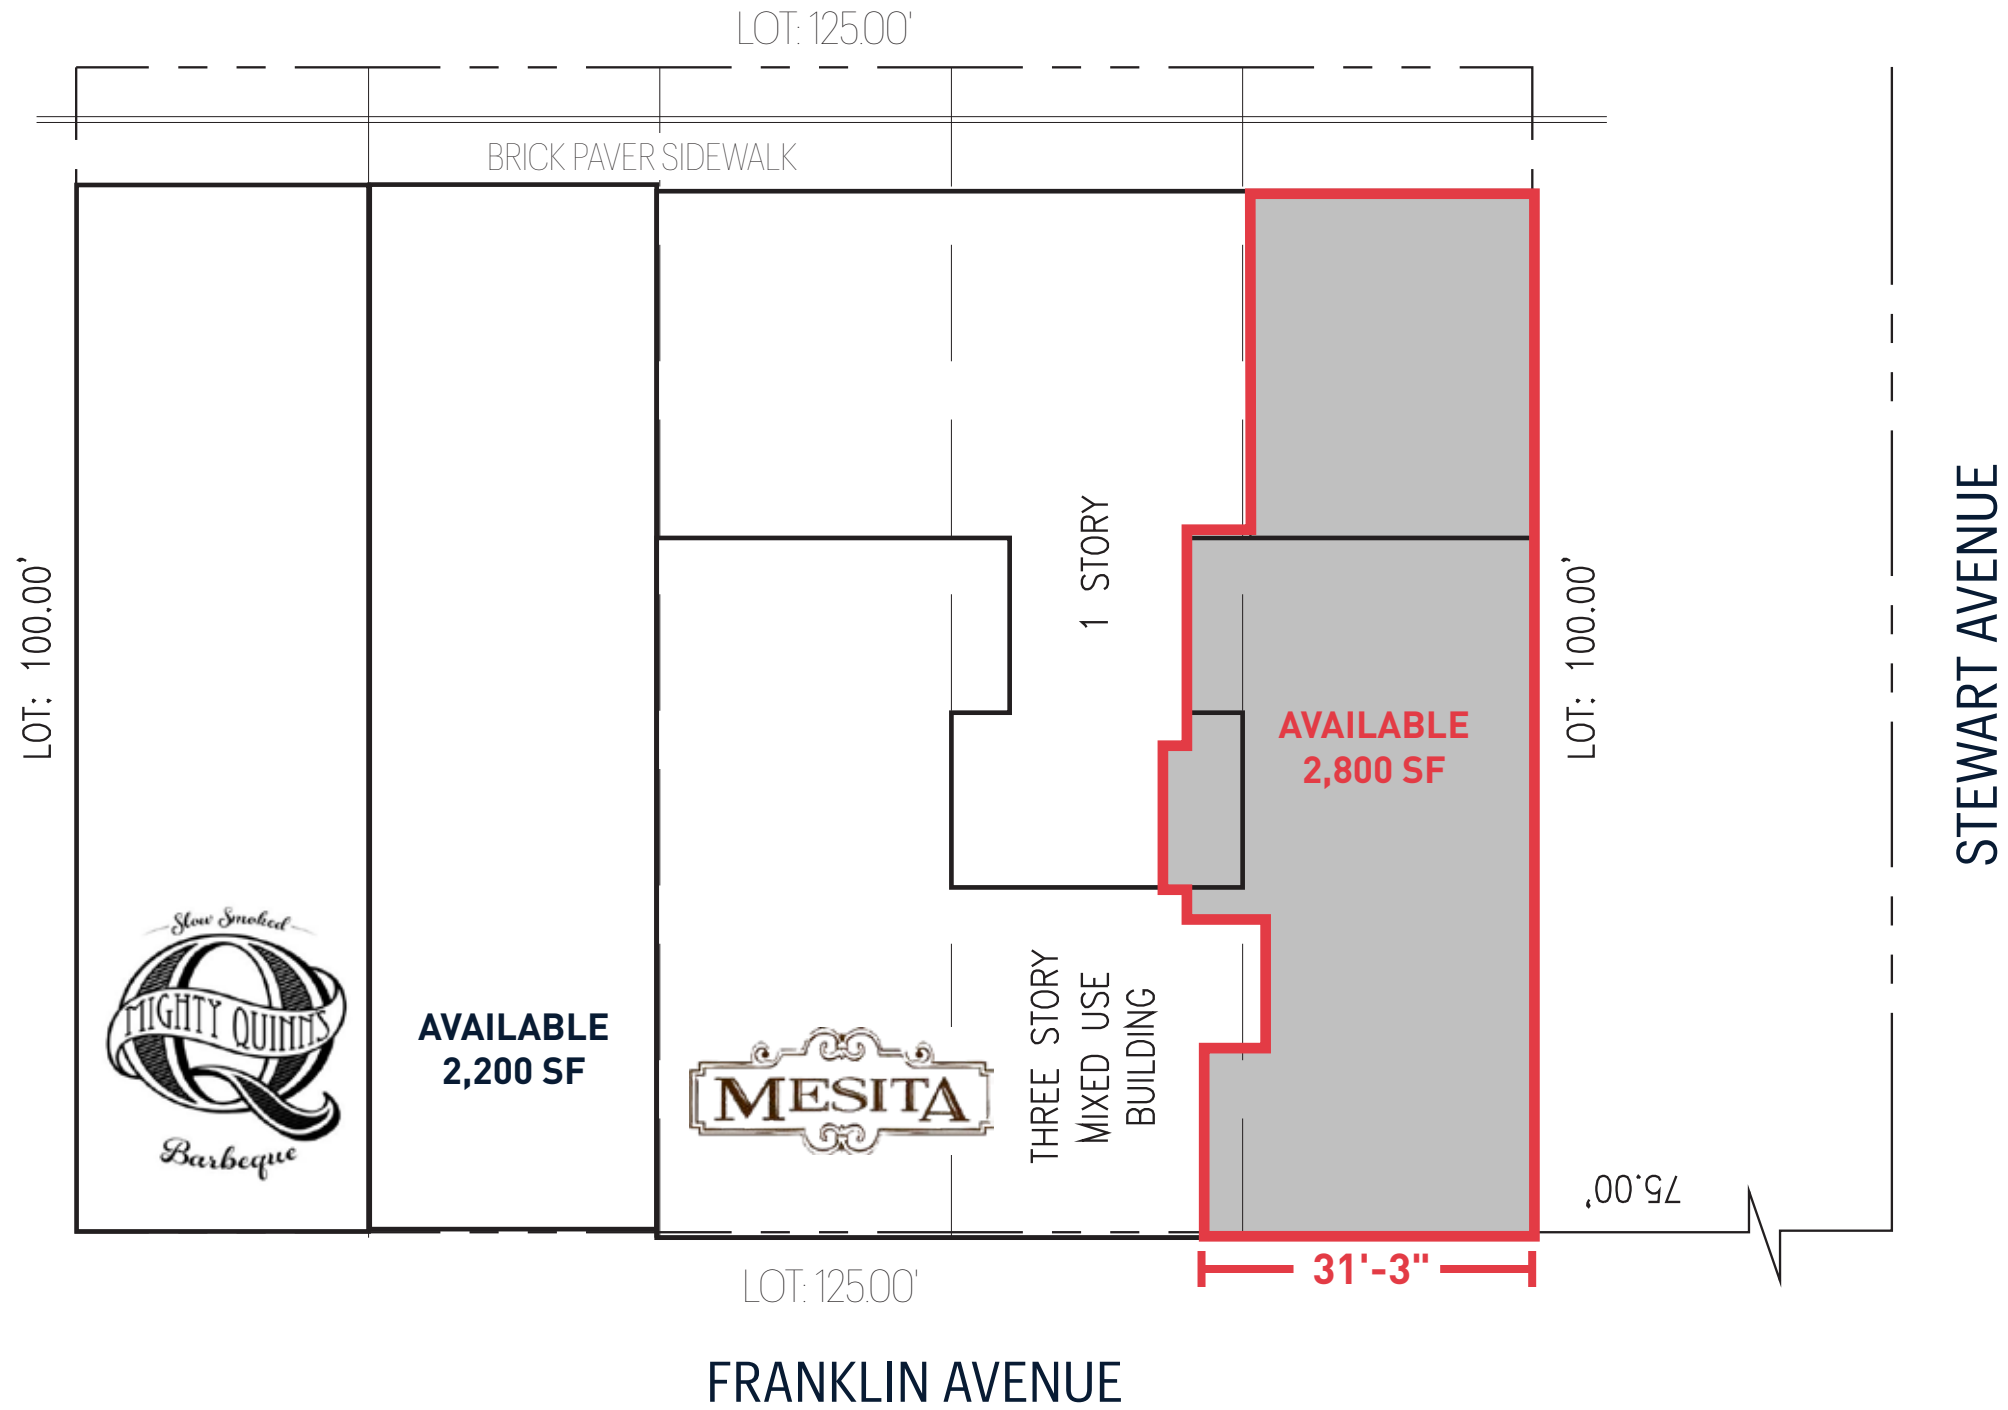 LOT: 125.00'
BRICK PAVER SIDEWALK
LOT: 100.00'
1 STORY
LOT: 100.00'
STEWART AVENUE
AVAILABLE
2,800 SF
Slow Smoked
MIGHTY QUINNS
Barbeque
AVAILABLE
2,200 SF
MESITA
THREE STORY
MIXED USE
BUILDING
75.00'
31'-3"
LOT: 125.00'
FRANKLIN AVENUE